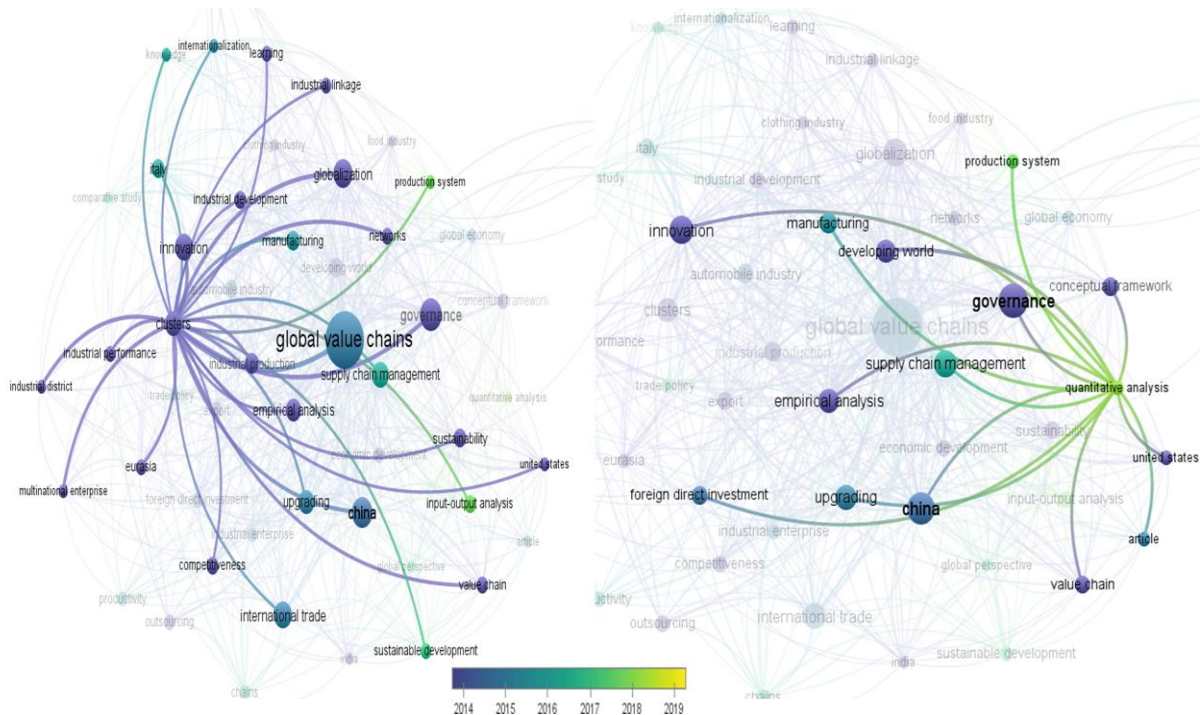 internationalization
knowledge
learning
industrial linkage
clothing industry
food industry
italy
globalization
production system
comparative study
industrial development
innovation
manufacturing
networks
global economy
developing world
automobile industry
conceptual framework
clusters
governance
global value chains
industrial performance
industrial production
supply chain management
industrial district
trade policy
quantitative analysis
export
empirical analysis
sustainability
economic development
eurasia
united states
multinational enterprise
foreign direct investment
upgrading
input-output analysis
china
industrial enterprise
article
competitiveness
global perspective
value chain
productivity
international trade
outsourcing
sustainable development
india
chains
internationalization
knowledge
learning
industrial linkage
clothing industry
food industry
italy
globalization
production system
study
industrial development
innovation
manufacturing
networks
global economy
developing world
automobile industry
conceptual framework
clusters
governance
global value chains
formance
industrial production
supply chain management
trade policy
quantitative analysis
export
empirical analysis
sustainability
economic development
eurasia
united states
foreign direct investment
upgrading
input-output analysis
china
industrial enterprise
article
competitiveness
global perspective
value chain
ctivity
international trade
outsourcing
sustainable development
india
chains
2014 2015 2016 2017 2018 2019